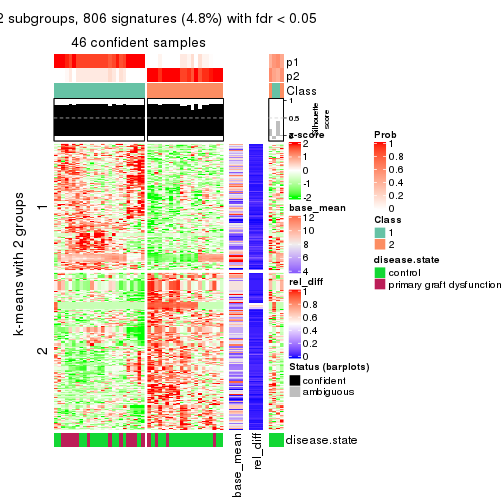 2 subgroups, 806 signatures (4.8%) with fdr < 0.05
46 confident samples
p1
p2
Class
1
0.5
0
Silhouette
score
k-means with 2 groups
1
2
base_mean
rel_diff
disease.state
z-score
2
1
0
-1
-2
base_mean
12
10
8
6
4
rel_diff
1
0.8
0.6
0.4
0.2
0
Status (barplots)
confident
ambiguous
Prob
1
0.8
0.6
0.4
0.2
0
Class
1
2
disease.state
control
primary graft dysfunction